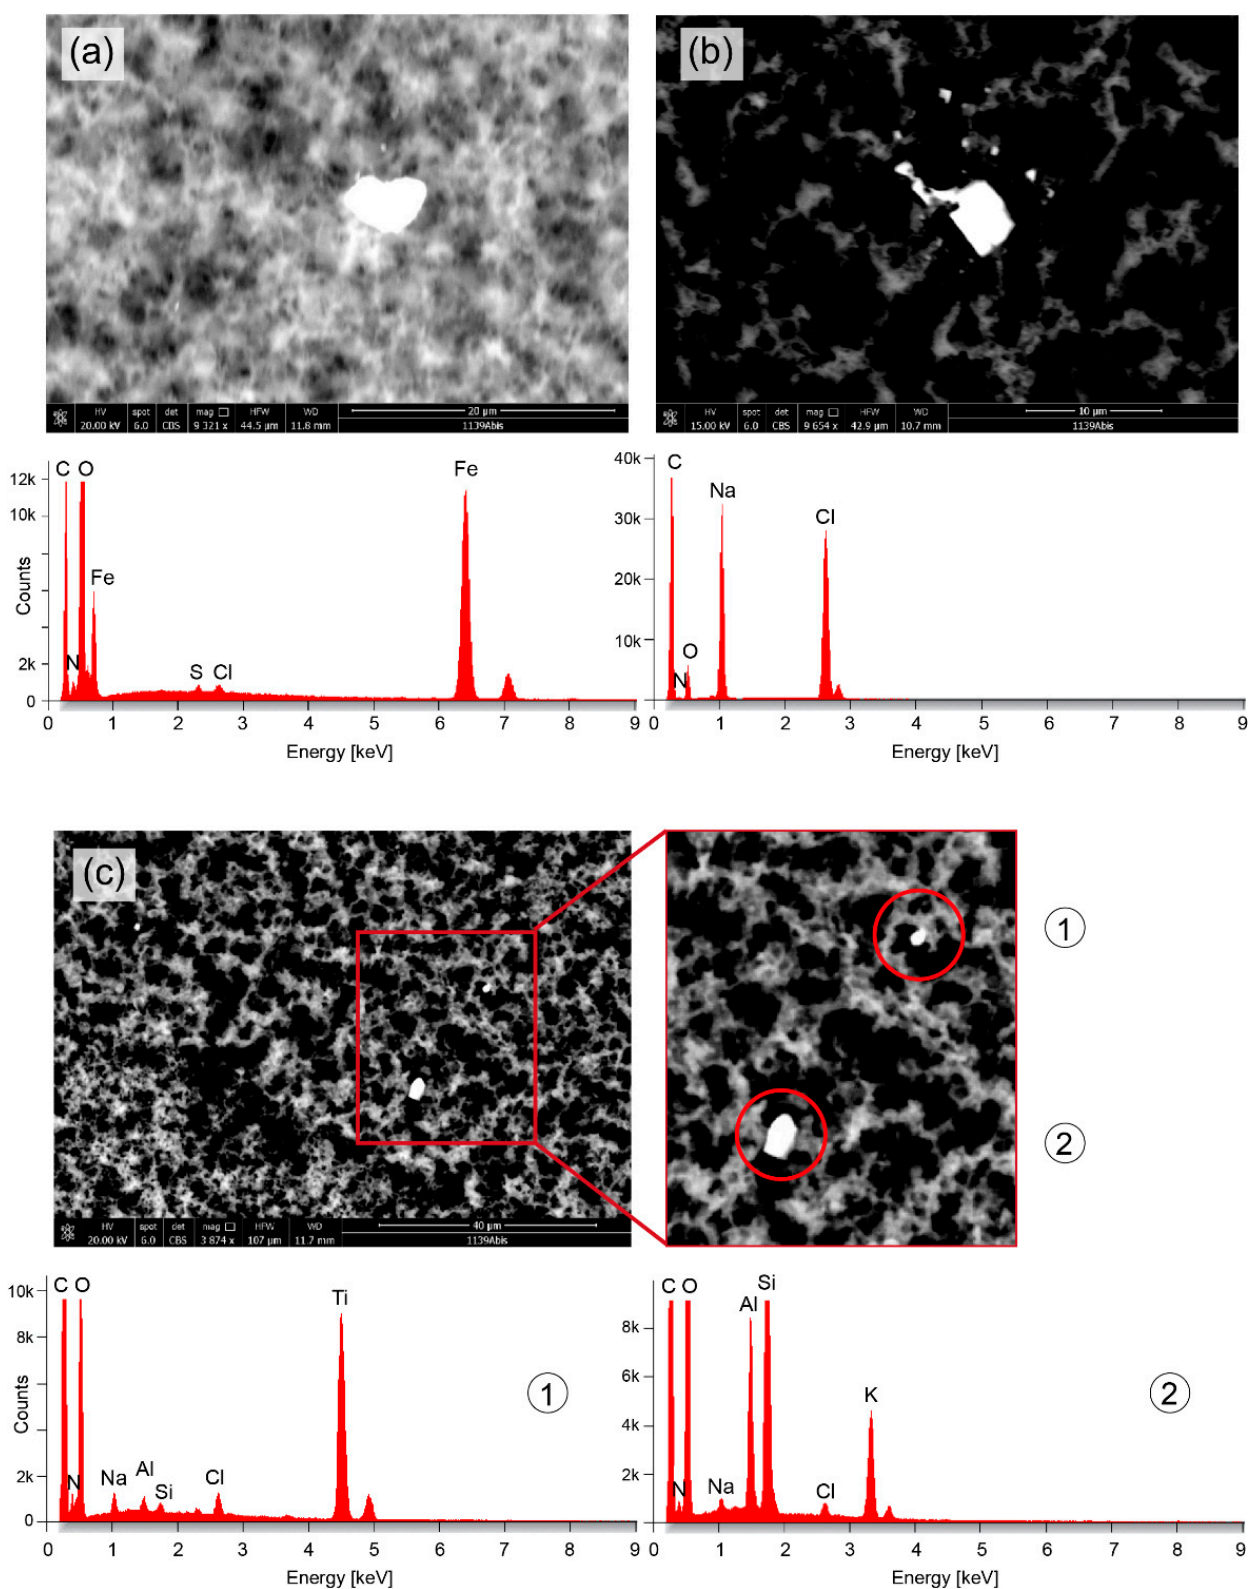 (a)
HV spot det mag HFW WD 20 µm
20.00 kV 6.0 CBS 9 321 x 44.5 µm 11.8 mm 1139Abis
(b)
HV spot det mag HFW WD 10 µm
15.00 kV 6.0 CBS 9 654 x 42.9 µm 10.7 mm 1139Abis
12k
10k
2k
0
Counts
C O
Fe
N
S Cl
Fe
0 1 2 3 4 5 6 7 8 9
Energy [keV]
40k
30k
20k
10k
0
C
Na
Cl
O
N
0 1 2 3 4 5 6 7 8 9
Energy [keV]
(c)
HV spot det mag HFW WD 40 µm
20.00 kV 6.0 CBS 3 874 x 107 µm 11.7 mm 1139Abis
1
2
10k
8k
2k
0
Counts
C O
N
Na
Al
Si
Cl
Ti
1
0 1 2 3 4 5 6 7 8 9
Energy [keV]
8k
6k
4k
2k
C O
N
Na
Al
Si
Cl
K
2
0 1 2 3 4 5 6 7 8 9
Energy [keV]